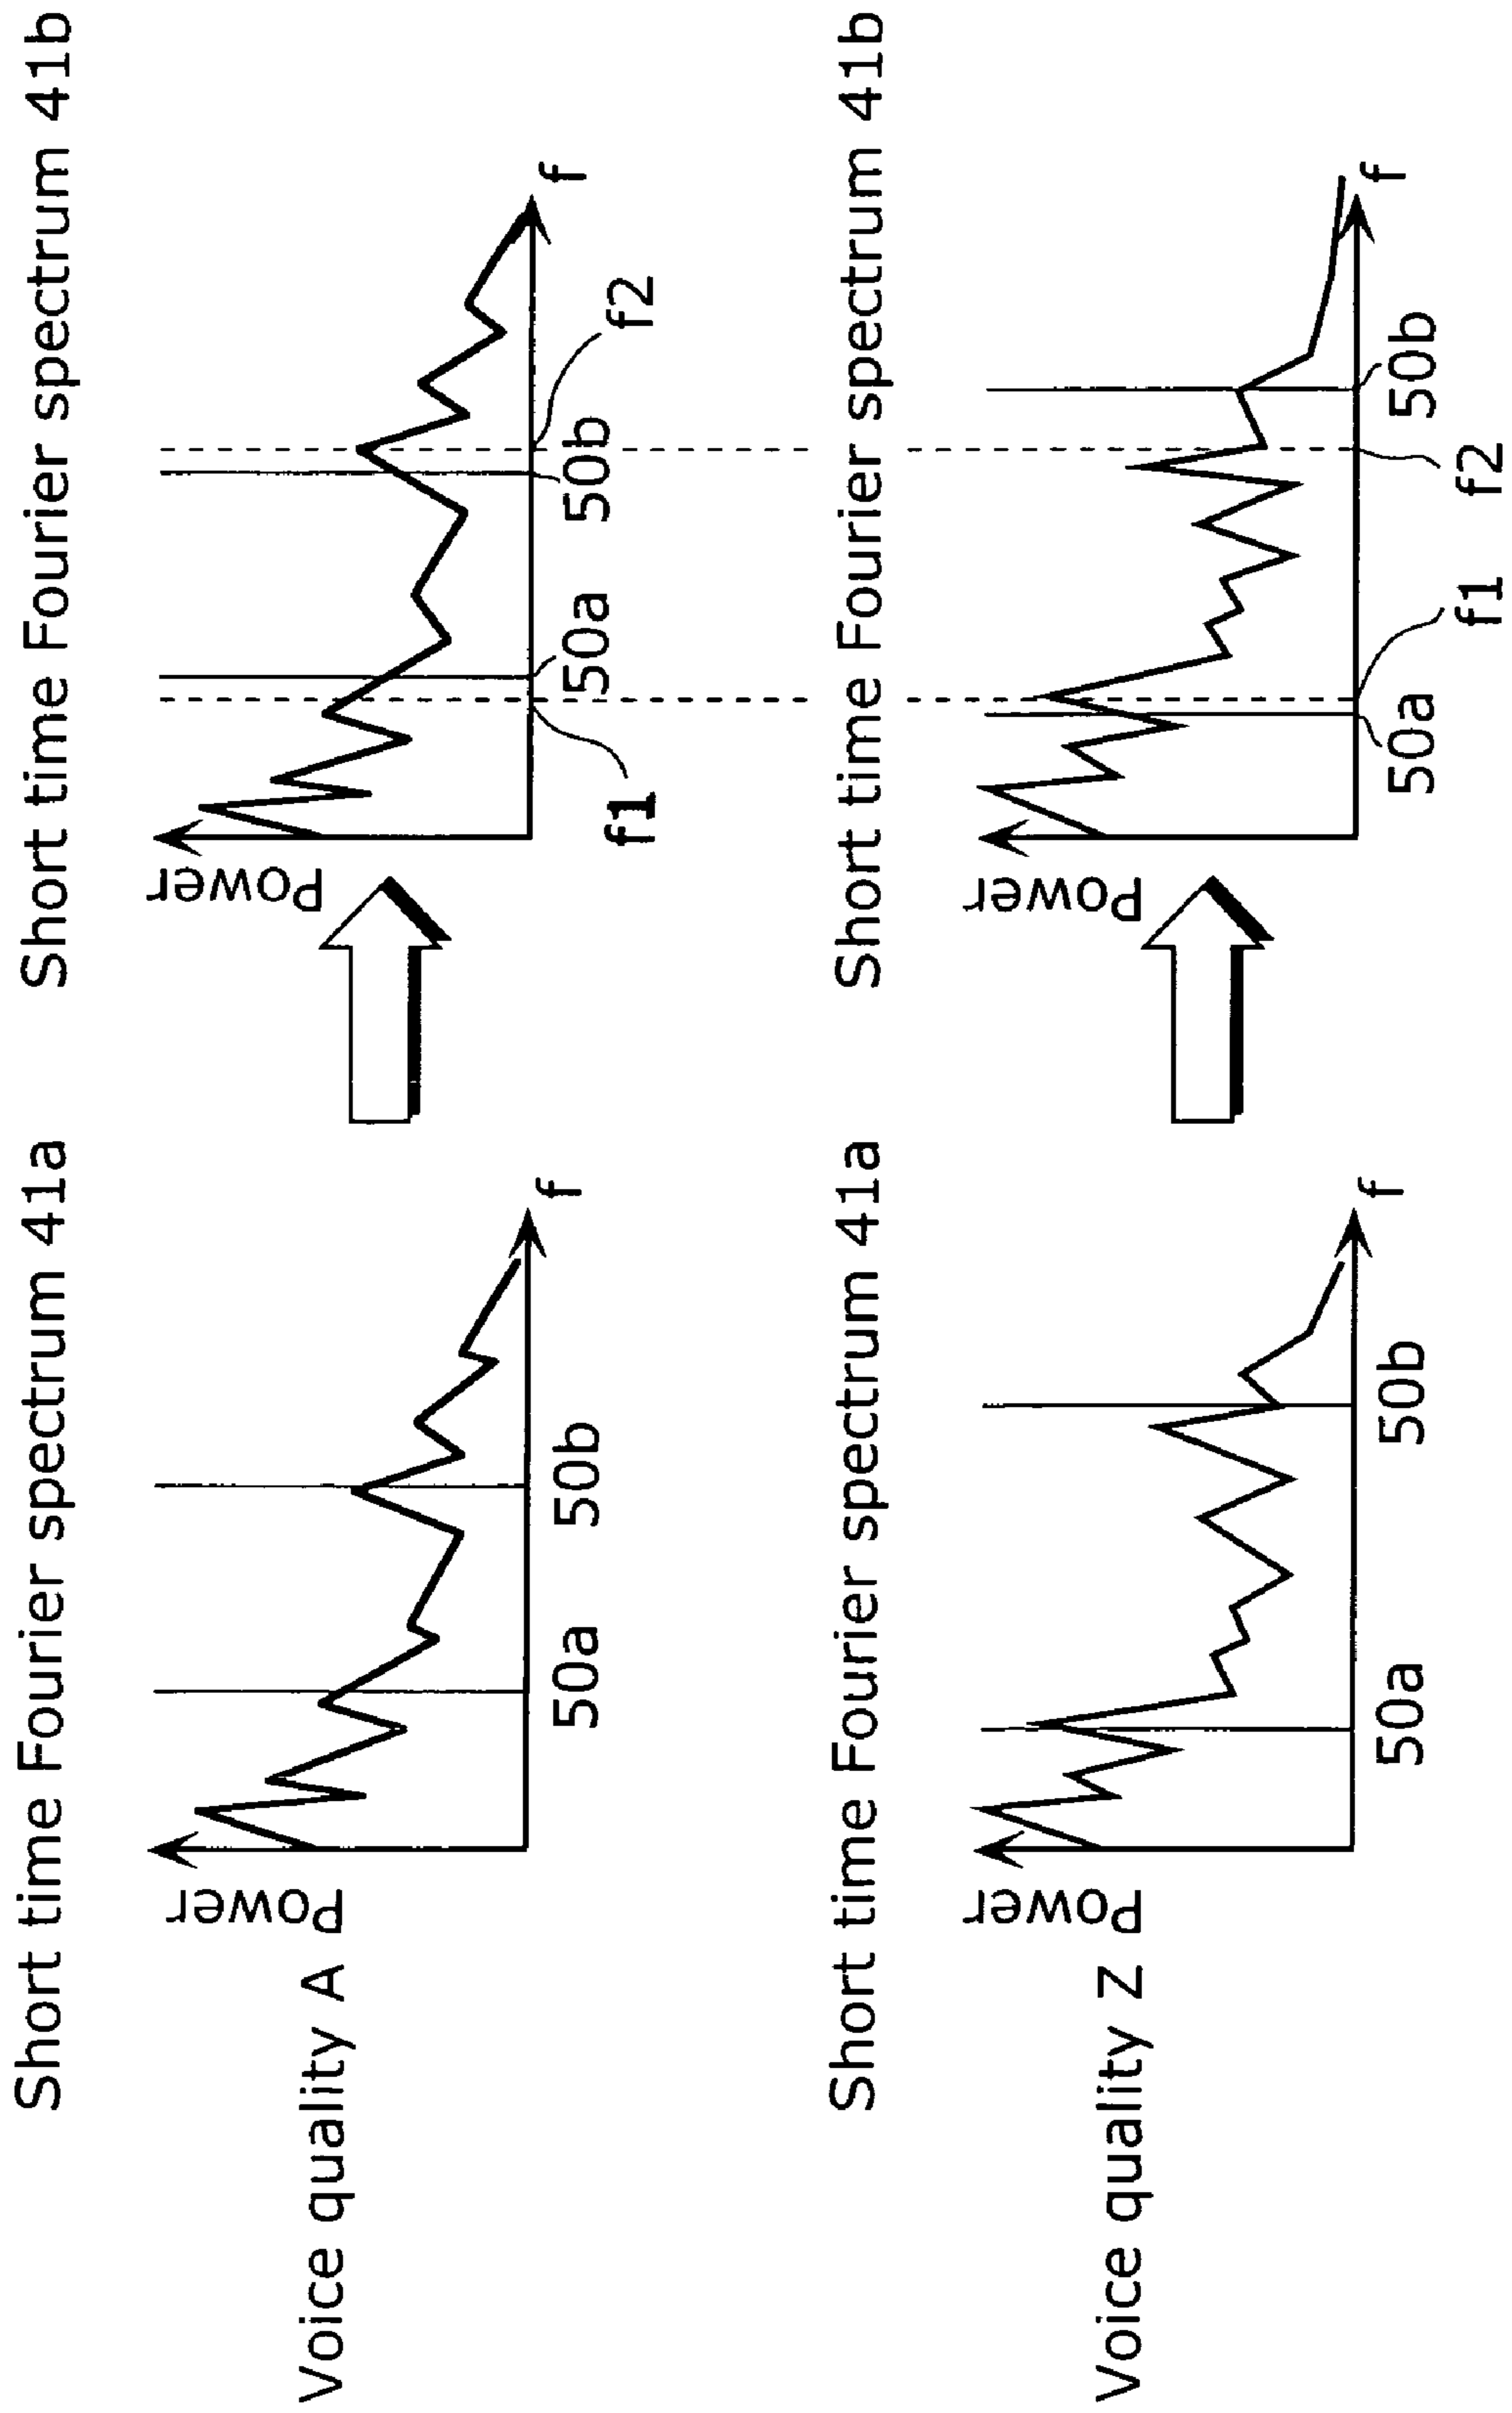 Short time Fourier spectrum 41a
Short time Fourier spectrum 41b
Voice quality A
Power
50a
50b
f
Power
f1
50a
50b
f2
f
Short time Fourier spectrum 41a
Short time Fourier spectrum 41b
Voice quality Z
Power
50a
50b
f
Power
50a
f1
f2
50b
f